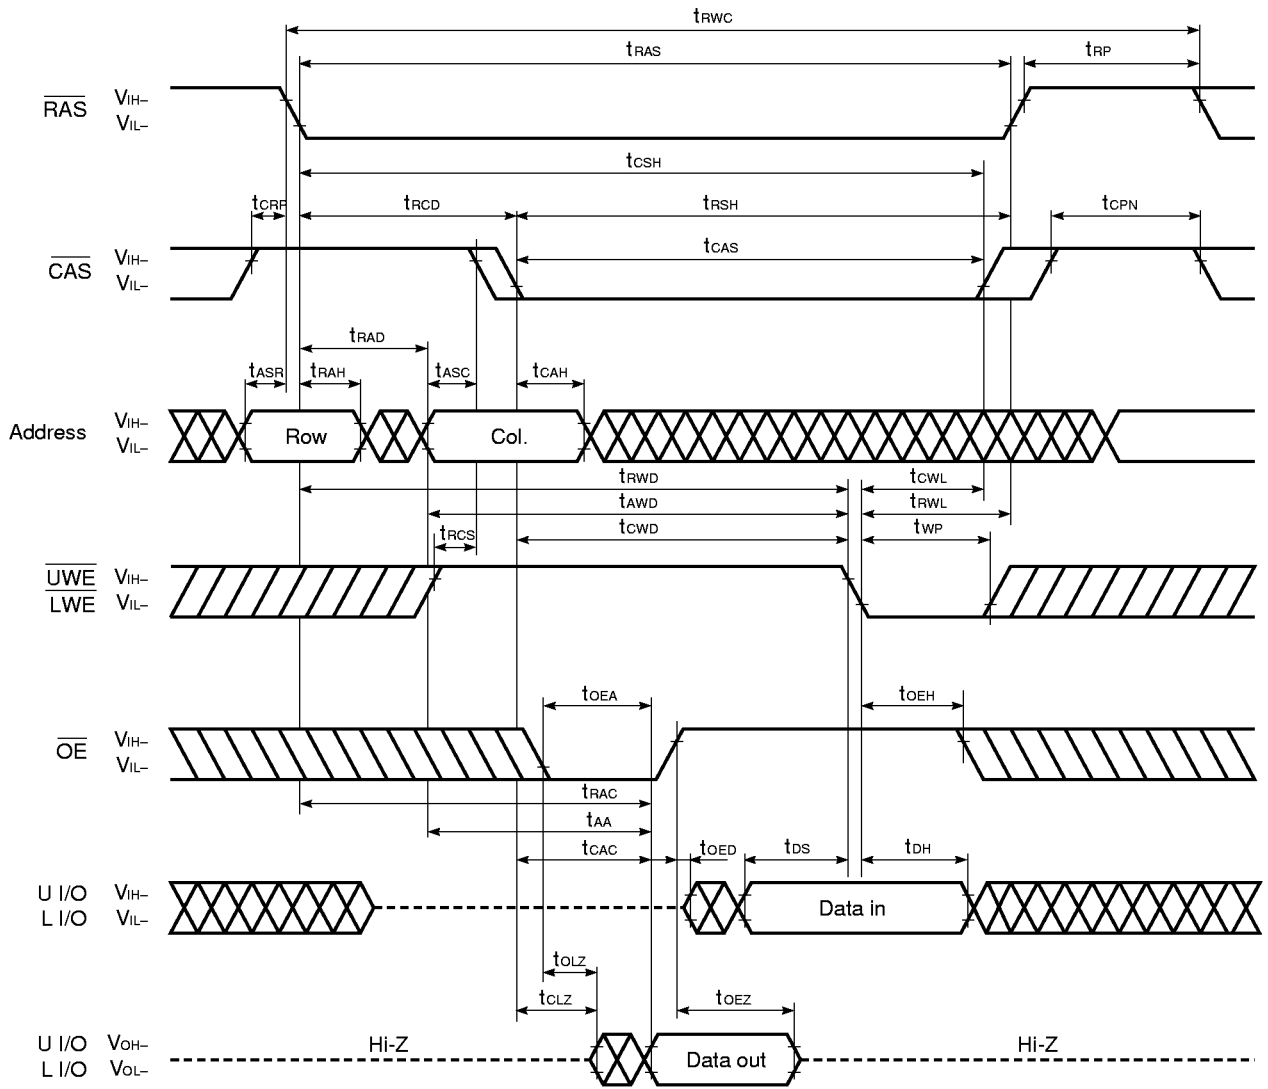 tRWC
tRAS
tRP
RAS VIH–
VIL–
tCSH
tCRP tRCD tRSH tCPN
tCAS
CAS VIH–
VIL–
tRAD
tASR tRAH tASC tCAH
Address VIH–
VIL–
Row Col.
tRWD tCWL
tAWD tRWL
tRCS tCWD tWP
UWE VIH–
LWE VIL–
tOEA tOEH
OE VIH–
VIL–
tRAC
tAA
tCAC tOED tDS tDH
U I/O VIH–
L I/O VIL–
Data in
tOLZ
tCLZ tOEZ
U I/O VOH–
L I/O VOL–
Hi-Z Data out Hi-Z